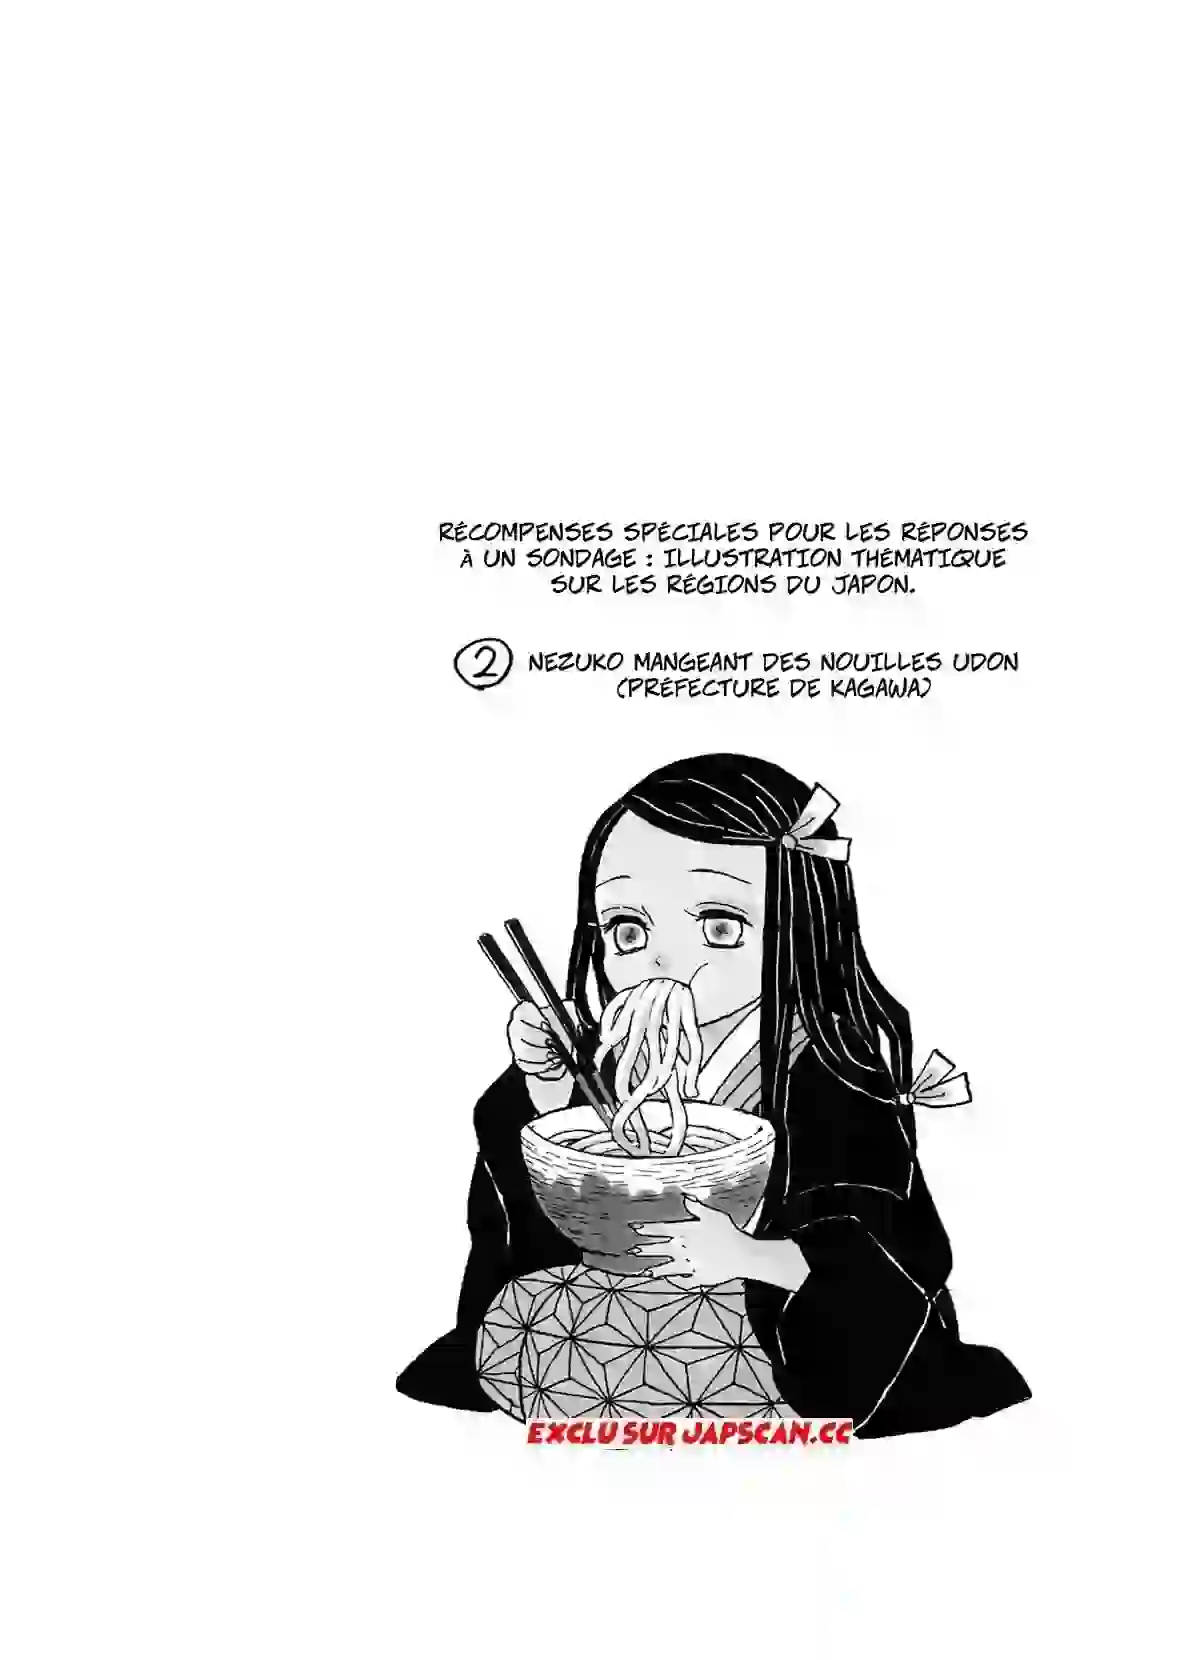 RÉCOMPENSES SPÉCIALES POUR LES RÉPONSES
À UN SONDAGE : ILLUSTRATION THÉMATIQUE
SUR LES RÉGIONS DU JAPON.
2 NEZUKO MANGEANT DES NOUILLES UDON
(PRÉFECTURE DE KAGAWA)
EXCLU SUR JAPSCAN.CC